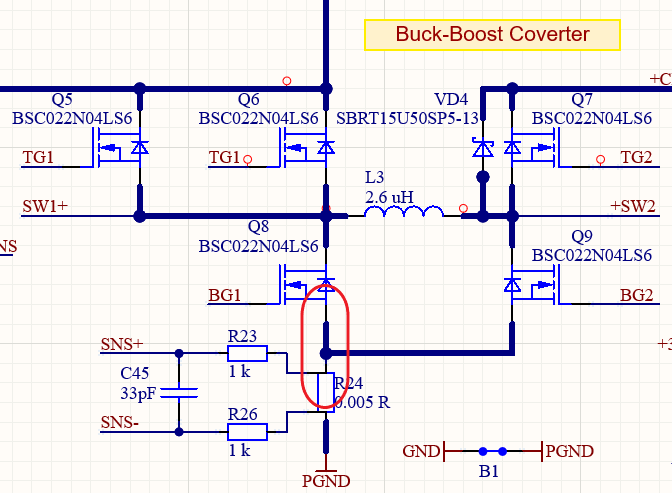 Buck-Boost Coverter
+C
Q5
BSC022N04LS6
Q6
BSC022N04LS6
VD4
SBRT15U50SP5-13
Q7
BSC022N04LS6
TG1
TG1
TG2
L3
2.6 uH
SW1+
+SW2
Q8
BSC022N04LS6
Q9
BSC022N04LS6
NS
BG1
BG2
SNS+
R23
1 k
+3
C45
33pF
R24
0.005 R
SNS-
R26
1 k
GND
PGND
B1
PGND